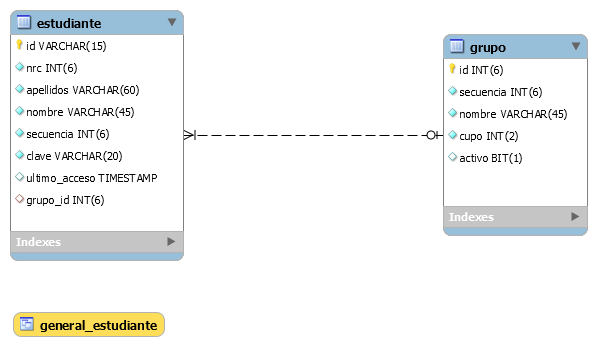 estudiante
id VARCHAR(15)
nrc INT(6)
apellidos VARCHAR(60)
nombre VARCHAR(45)
secuencia INT(6)
clave VARCHAR(20)
ultimo_acceso TIMESTAMP
grupo_id INT(6)
Indexes
grupo
id INT(6)
secuencia INT(6)
nombre VARCHAR(45)
cupo INT(2)
activo BIT(1)
Indexes
general_estudiante